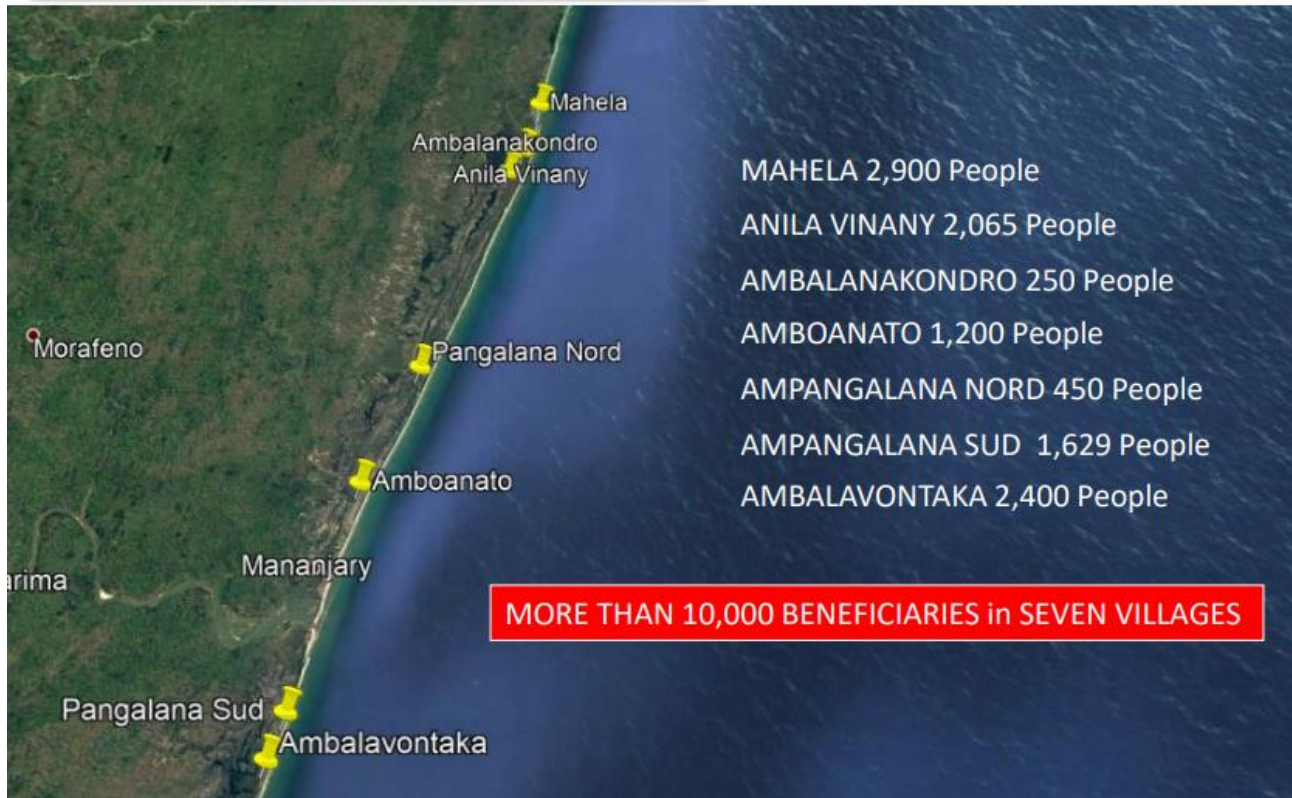 Mahela
Ambalanakondro
Anila Vinany
MAHELA 2,900 People
ANILA VINANY 2,065 People
AMBALANAKONDRO 250 People
AMBOANATO 1,200 People
Morafeno
Pangalana Nord
AMPANGALANA NORD 450 People
AMPANGALANA SUD 1,629 People
Amboanato
AMBALAVONTAKA 2,400 People
Mananjary
arima
MORE THAN 10,000 BENEFICIARIES in SEVEN VILLAGES
Pangalana Sud
Ambalavontaka